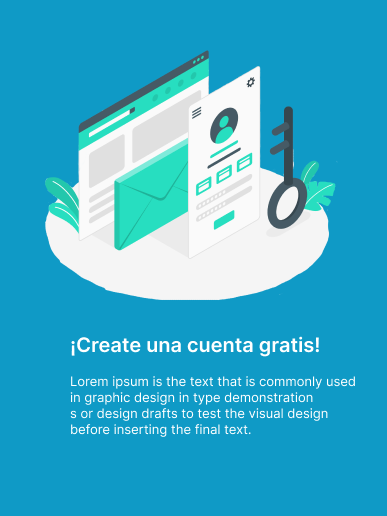 ¡Create una cuenta gratis!
Lorem ipsum is the text that is commonly used
in graphic design in type demonstration
s or design drafts to test the visual design
before inserting the final text.